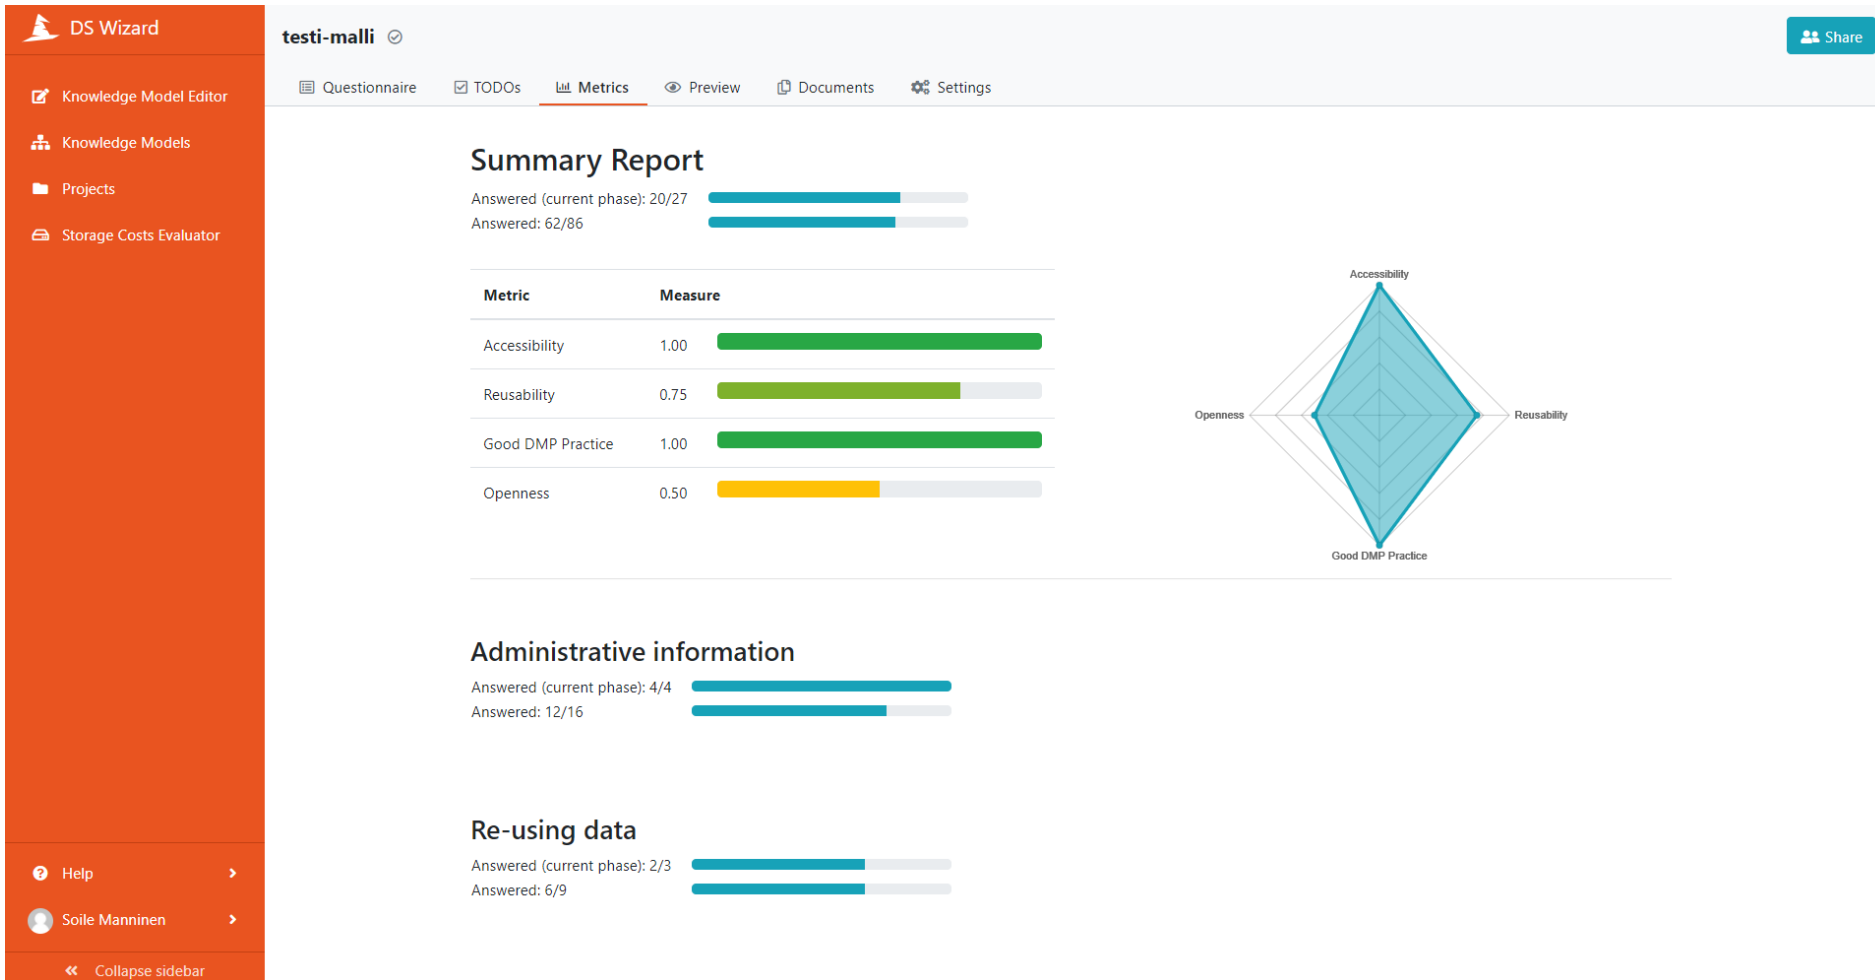 DS Wizard
Knowledge Model Editor
Knowledge Models
Projects
Storage Costs Evaluator
Help
Soile Manninen
Collapse sidebar
testi-malli
Share
Questionnaire TODOs Metrics Preview Documents Settings
Summary Report
Answered (current phase): 20/27
Answered: 62/86
Metric Measure
Accessibility 1.00
Reusability 0.75
Good DMP Practice 1.00
Openness 0.50
Accessibility
Openness Reusability
Good DMP Practice
Administrative information
Answered (current phase): 4/4
Answered: 12/16
Re-using data
Answered (current phase): 2/3
Answered: 6/9